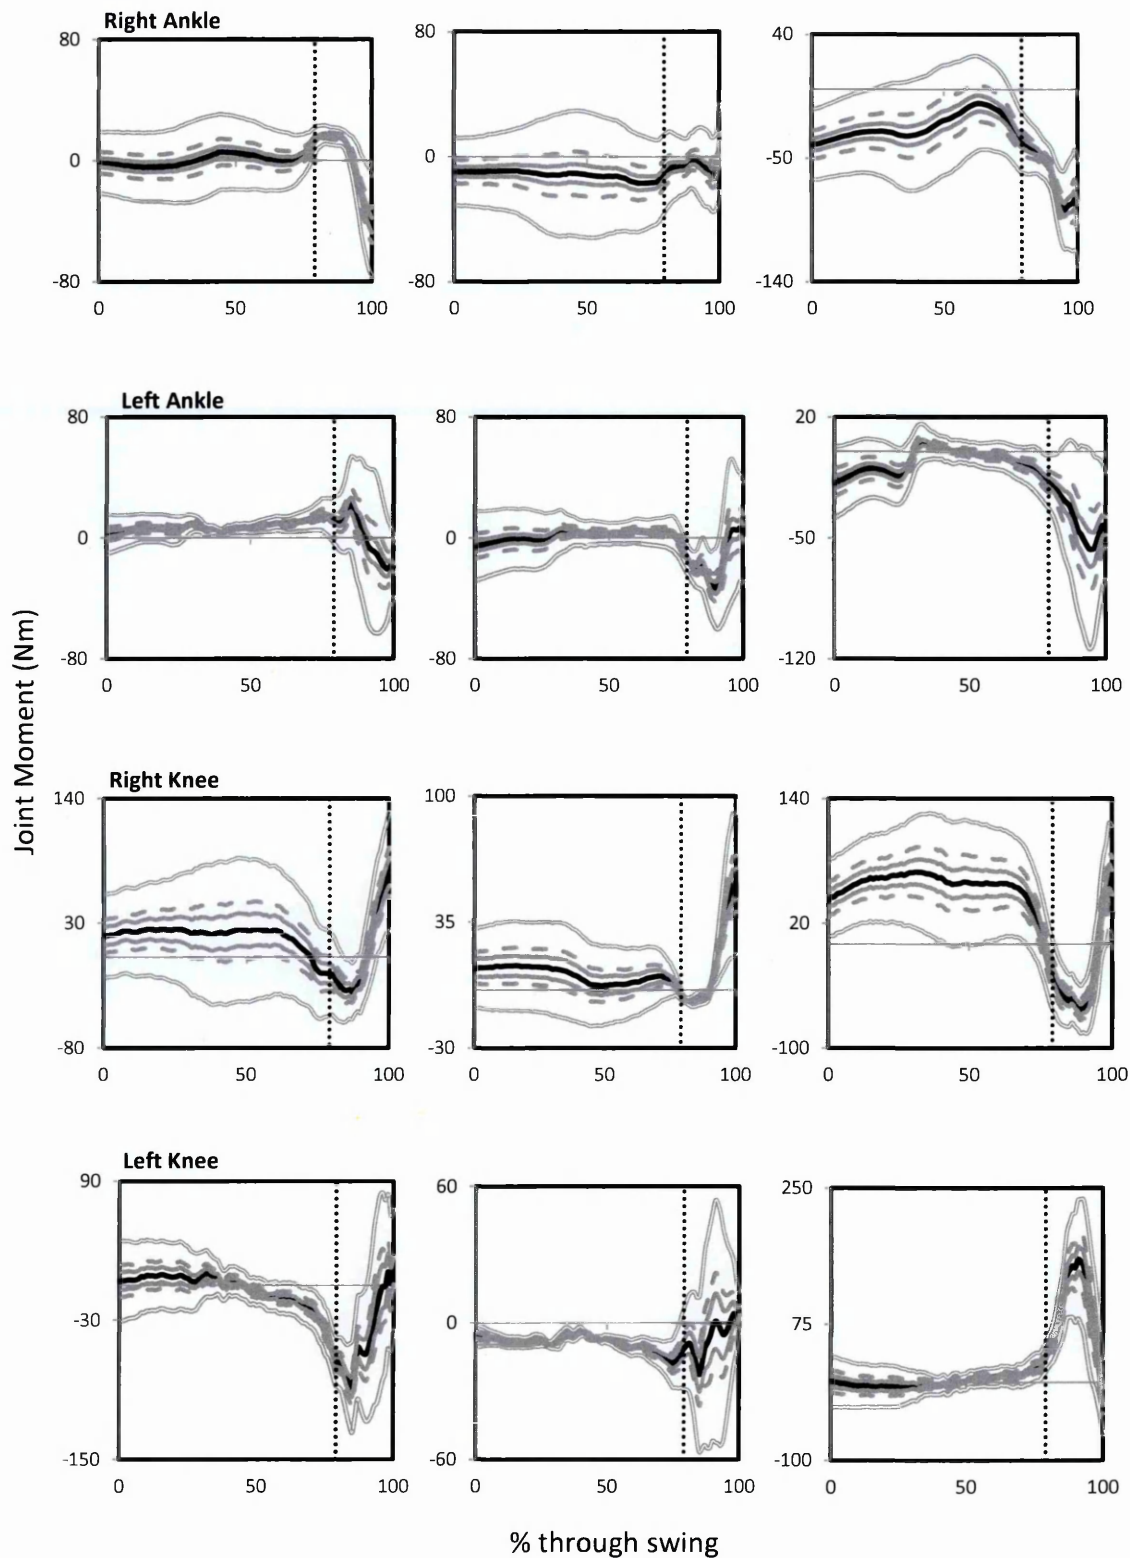 Right Ankle
80 80 40
0 0 -50
-80 -80 -140
0 50 100 0 50 100 0 50 100
Left Ankle
80 80 20
0 0 -50
-80 -80 -120
0 50 100 0 50 100 0 50 100
Joint Moment (Nm)
Right Knee
140 100 140
30 35 20
-80 -30 -100
0 50 100 0 50 100 0 50 100
Left Knee
90 60 250
-30 0 75
-150 -60 -100
0 50 100 0 50 100 0 50 100
% through swing